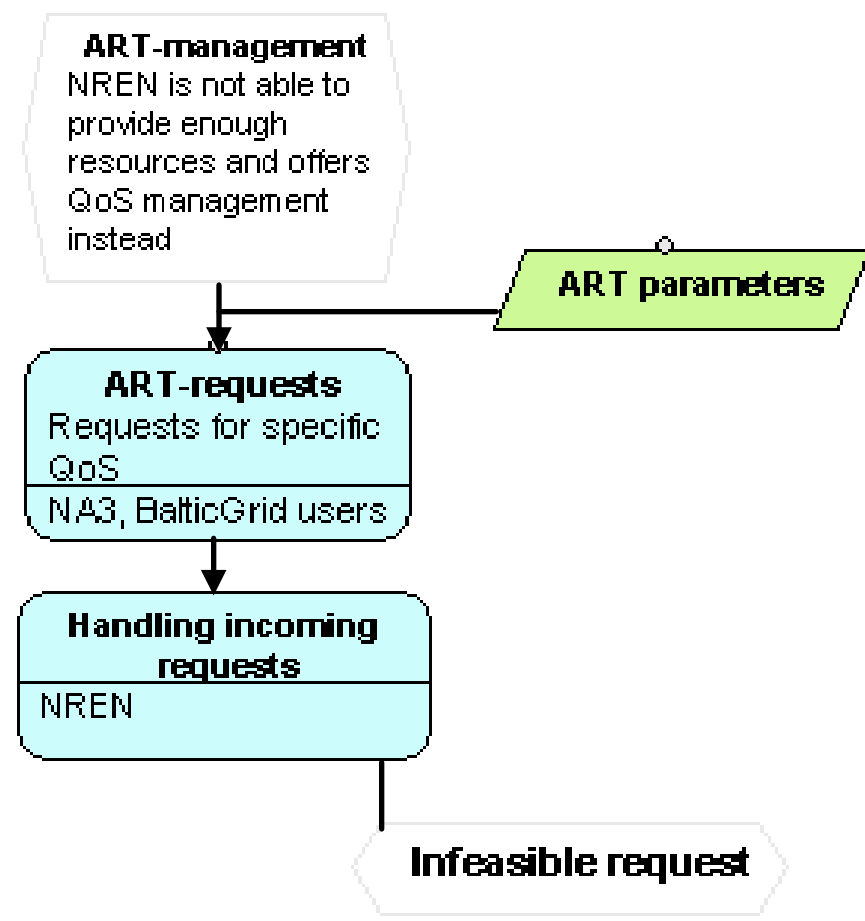 ART-management
NREN is not able to
provide enough
resources and offers
QoS management
instead
ART parameters
ART-requests
Requests for specific
QoS
NA3, BalticGrid users
Handling incoming
requests
NREN
Infeasible request